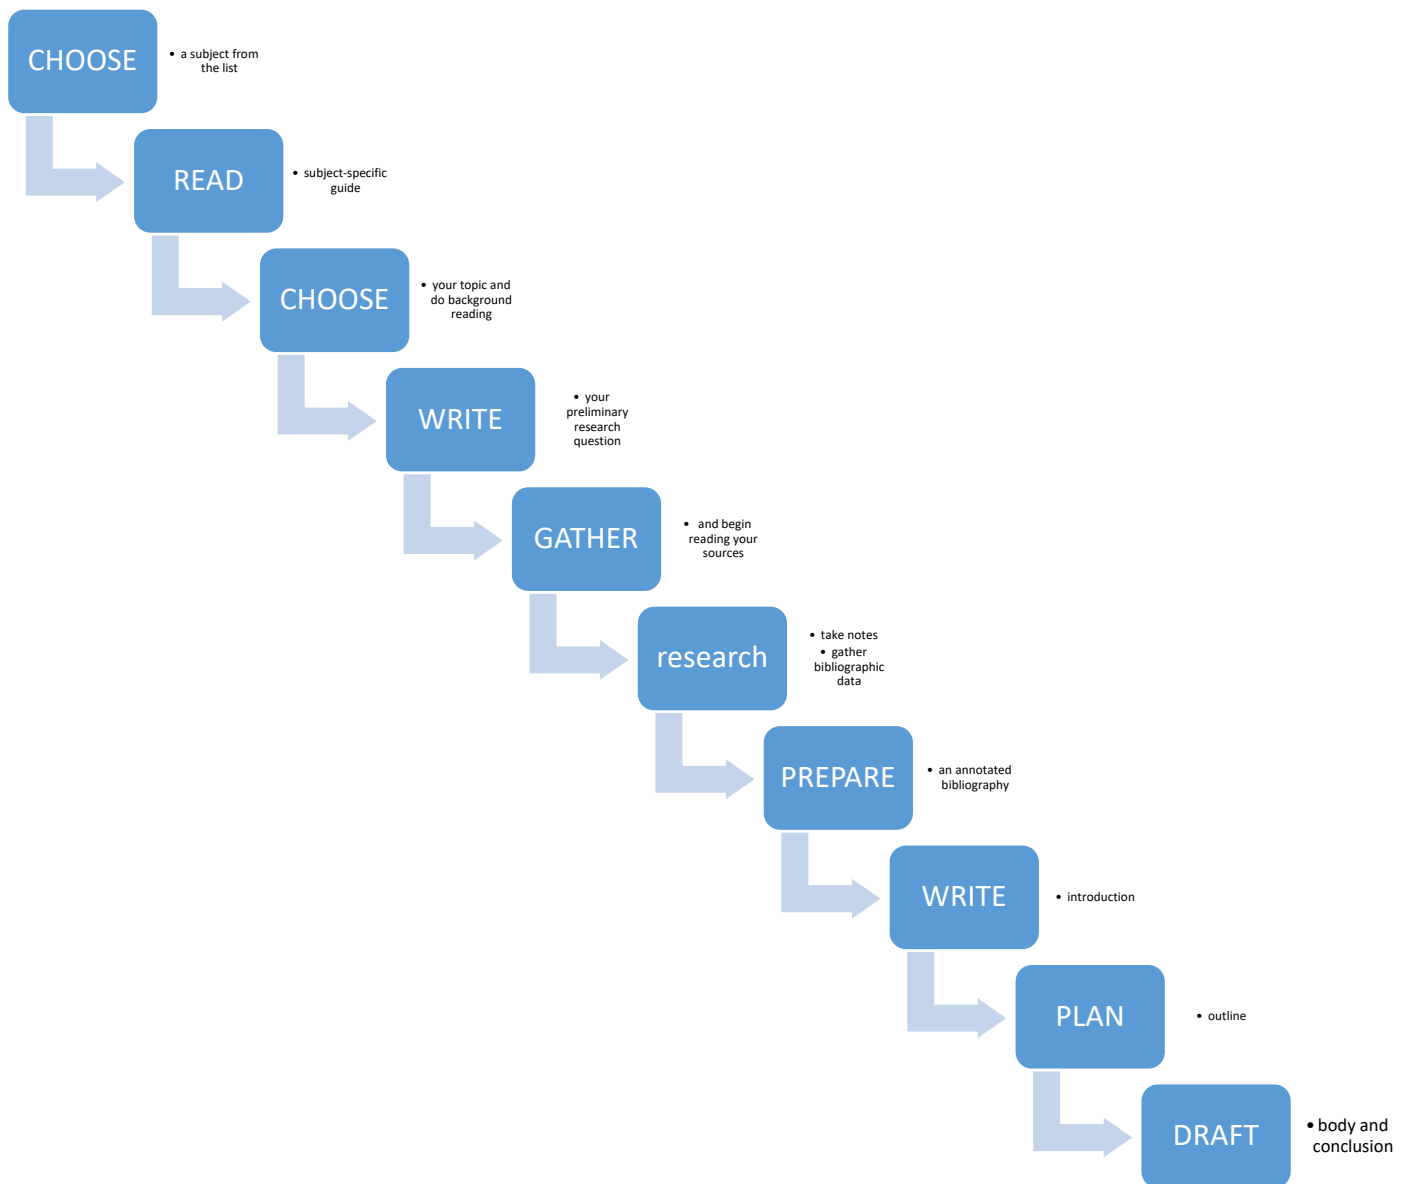 CHOOSE
• a subject from
the list
READ
• subject-specific
guide
CHOOSE
• your topic and
do background
reading
WRITE
• your
preliminary
research
question
GATHER
• and begin
reading your
sources
research
• take notes
• gather
bibliographic
data
PREPARE
• an annotated
bibliography
WRITE
• introduction
PLAN
• outline
DRAFT
• body and
conclusion